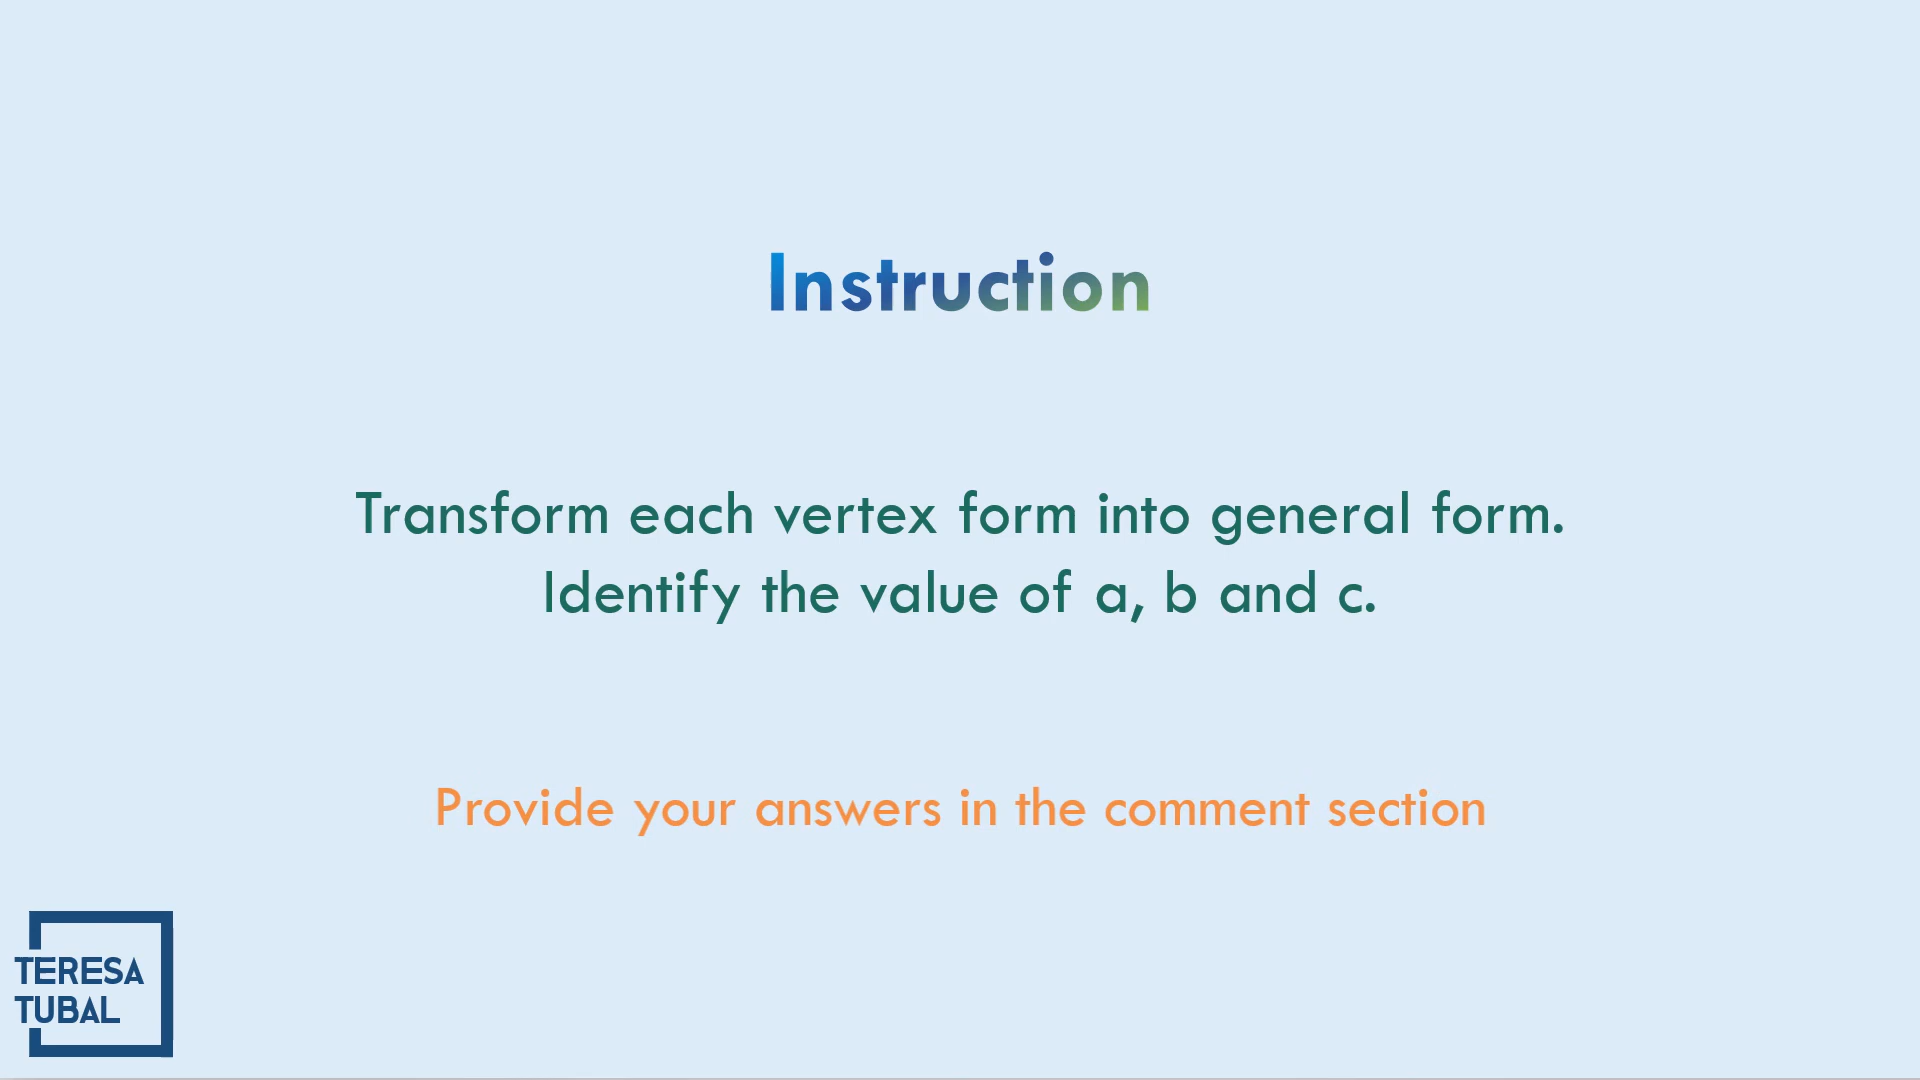 Instruction
Transform each vertex form into general form.
Identify the value of a, b and c.
Provide your answers in the comment section
TERESA
TUBAL